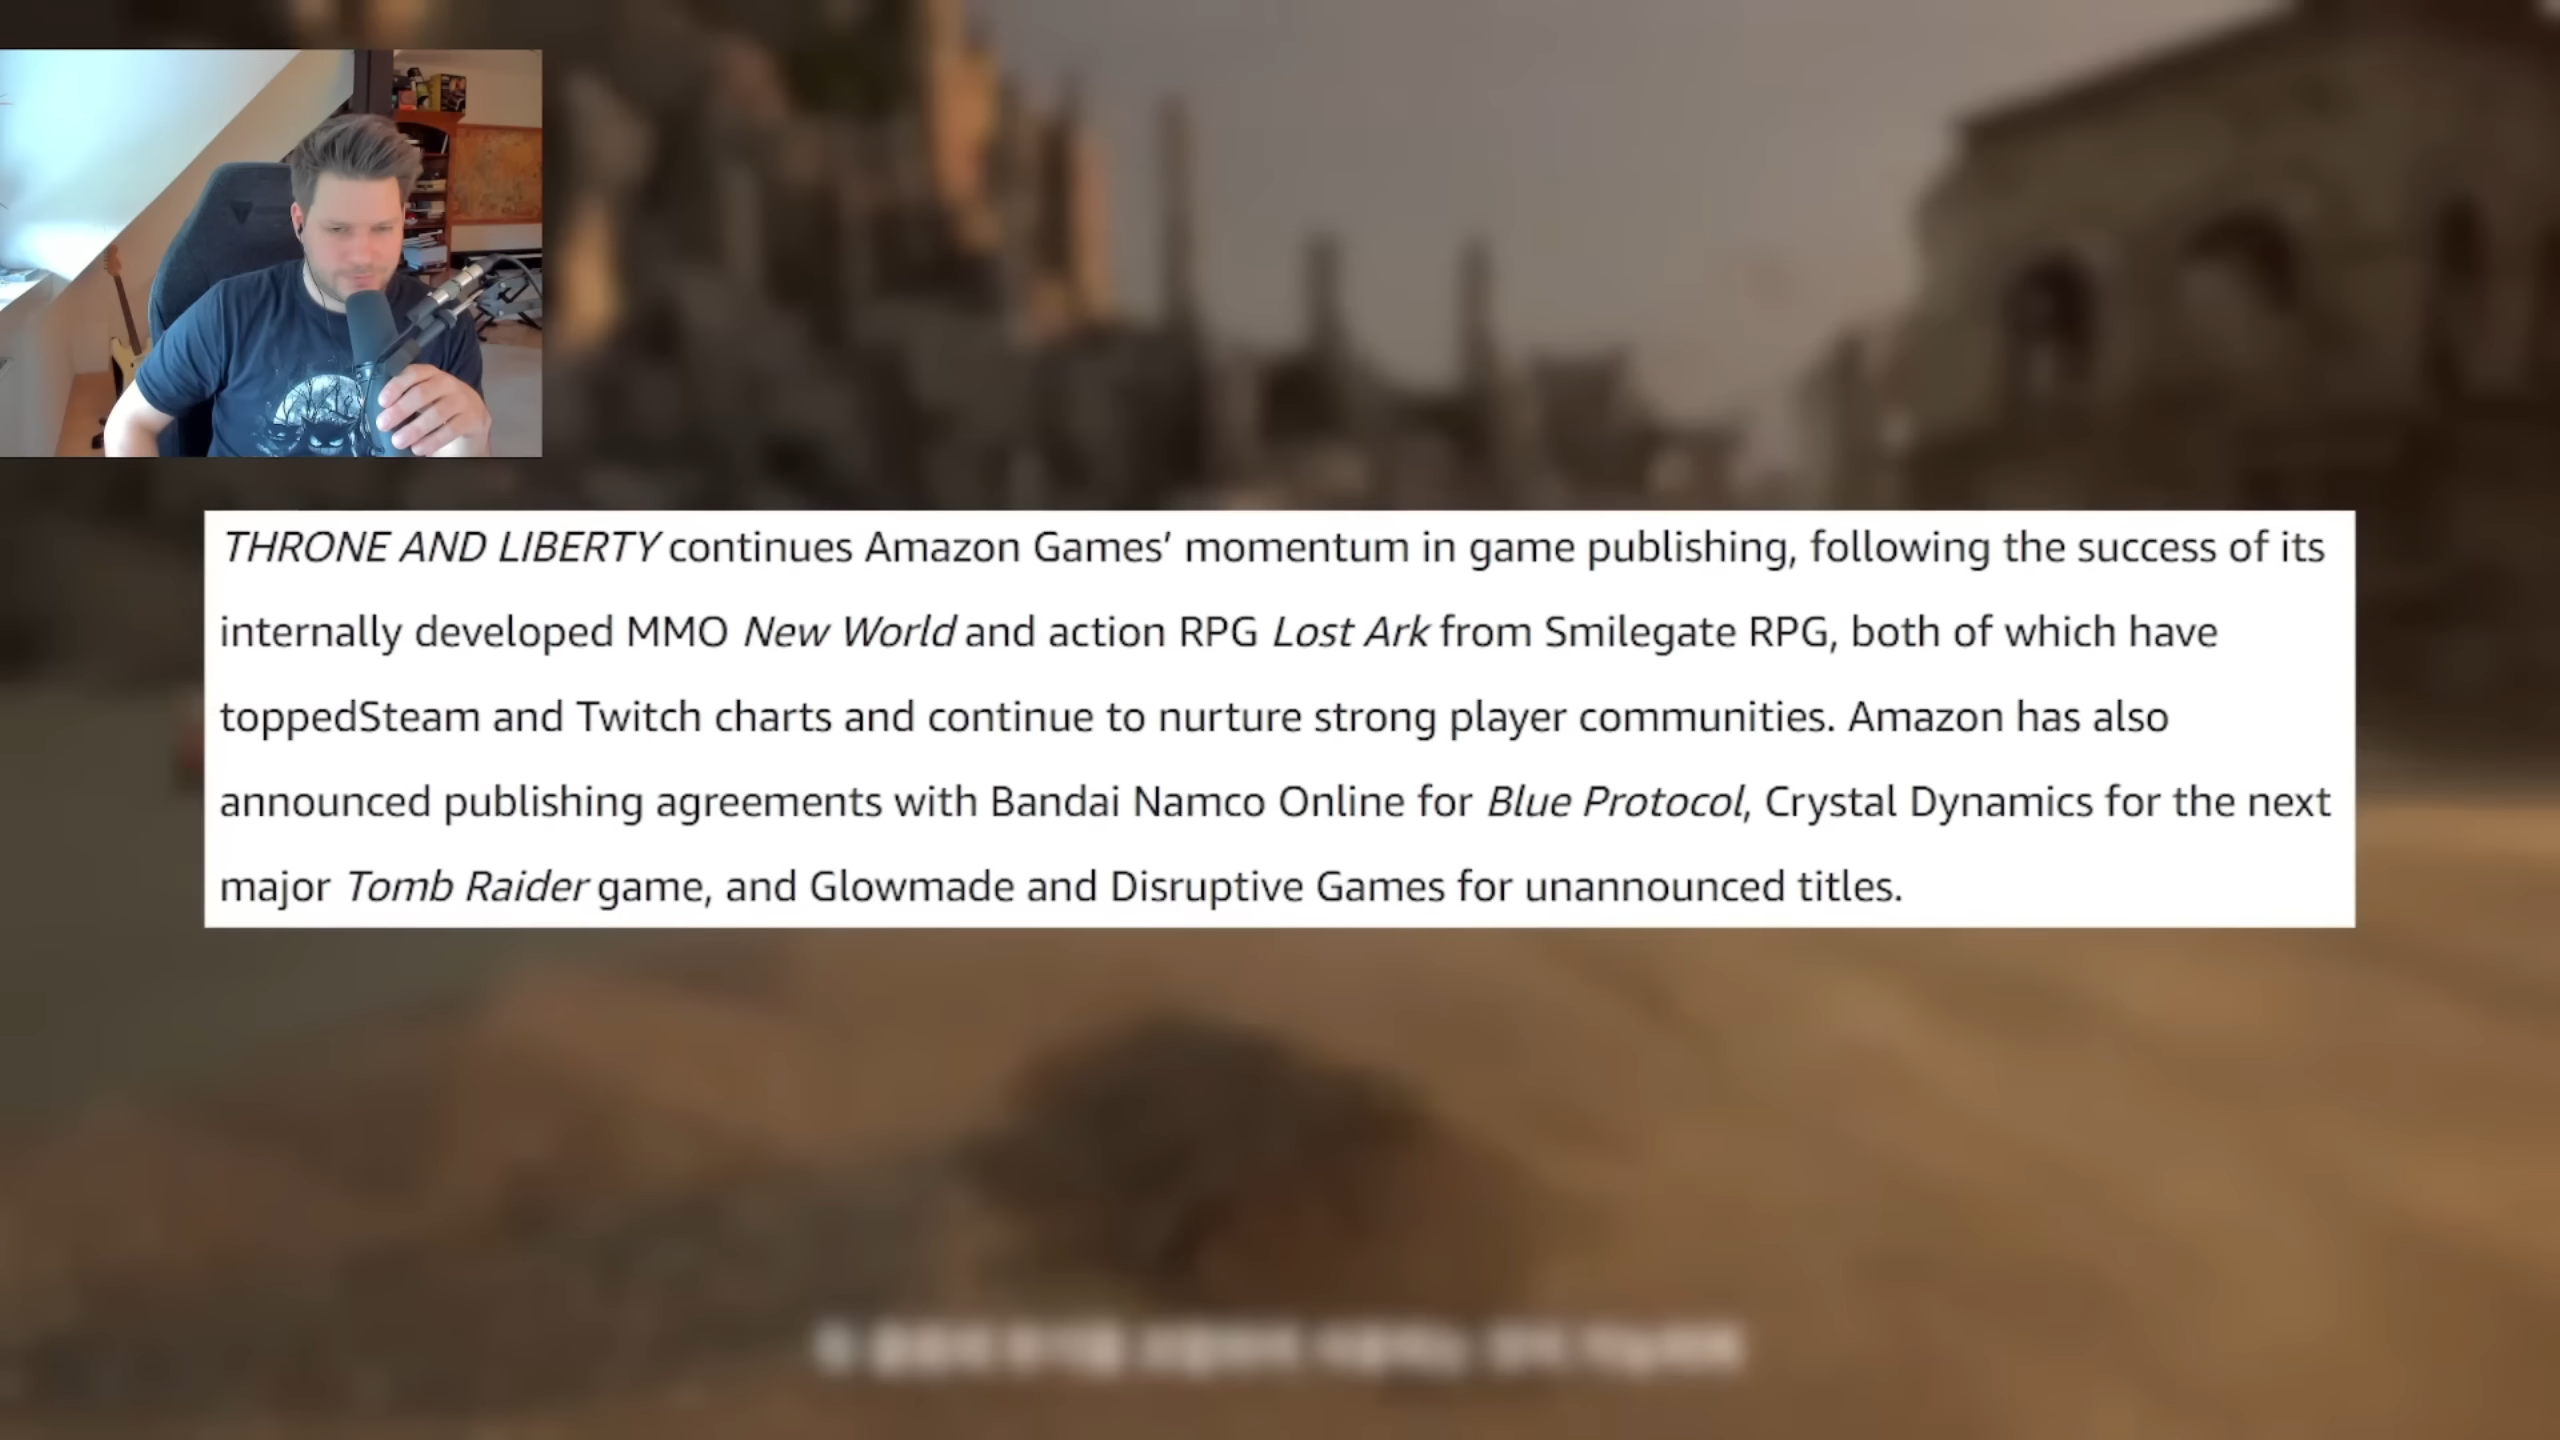 THRONE AND LIBERTY continues Amazon Games’ momentum in game publishing, following the success of its
internally developed MMO New World and action RPG Lost Ark from Smilegate RPG, both of which have
toppedSteam and Twitch charts and continue to nurture strong player communities. Amazon has also
announced publishing agreements with Bandai Namco Online for Blue Protocol, Crystal Dynamics for the next
major Tomb Raider game, and Glowmade and Disruptive Games for unannounced titles.